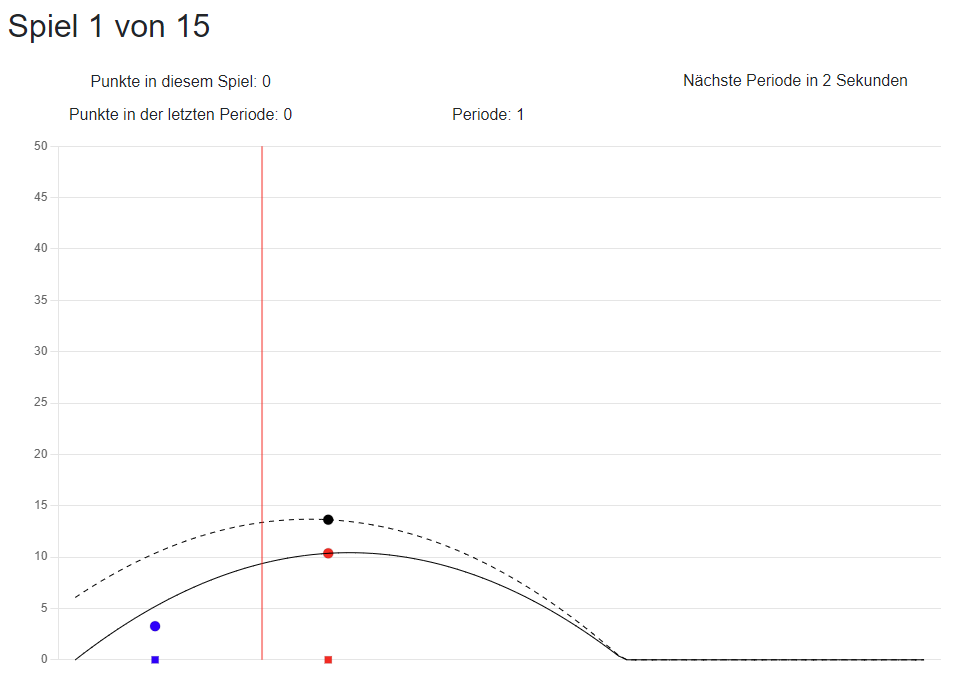 Spiel 1 von 15
Punkte in diesem Spiel: 0
Nächste Periode in 2 Sekunden
Punkte in der letzten Periode: 0
Periode: 1
50
45
40
35
30
25
20
15
10
5
0